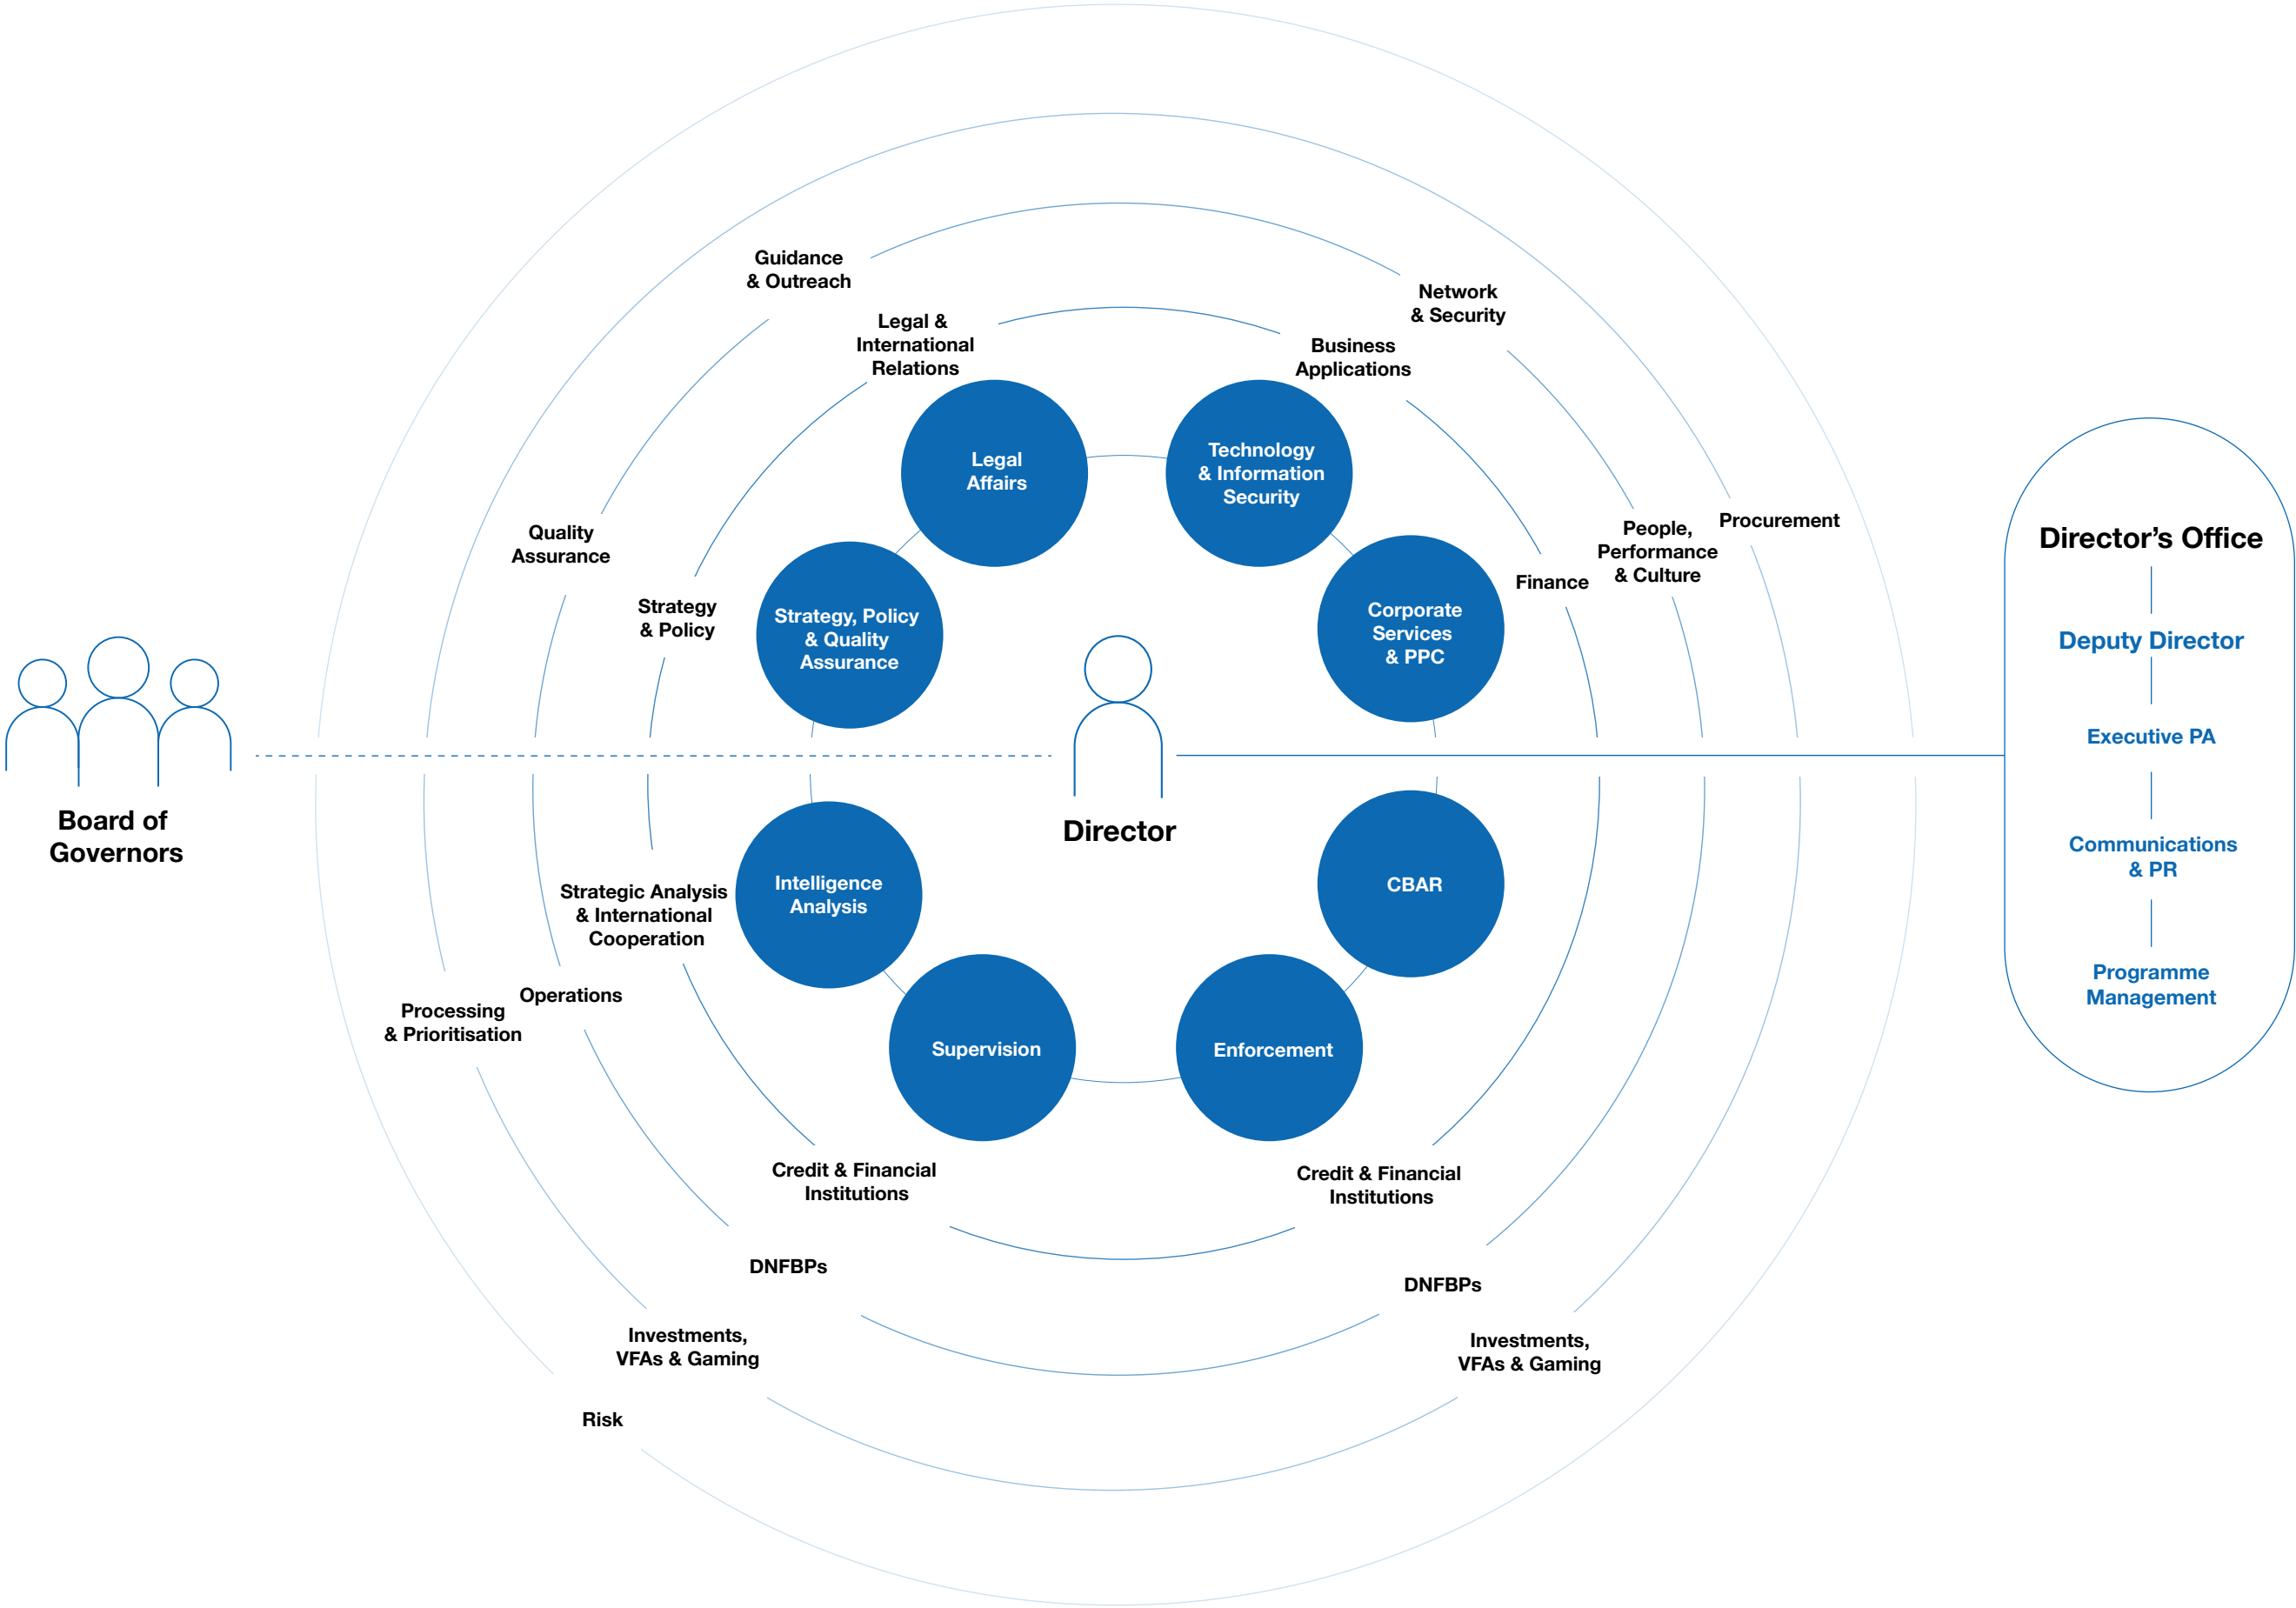 Guidance
& Outreach
Legal &
International
Relations
Network
& Security
Business
Applications
Legal
Affairs
Technology
& Information
Security
Quality
Assurance
Strategy
& Policy
Strategy, Policy
& Quality
Assurance
Corporate
Services
& PPC
Finance
People,
Performance
& Culture
Procurement
Board of
Governors
Director
Director’s Office
Deputy Director
Executive PA
Communications
& PR
Programme
Management
Intelligence
Analysis
Strategic Analysis
& International
Cooperation
Operations
Processing
& Prioritisation
CBAR
Supervision
Enforcement
Credit & Financial
Institutions
DNFBPs
Investments,
VFAs & Gaming
Risk
Credit & Financial
Institutions
DNFBPs
Investments,
VFAs & Gaming